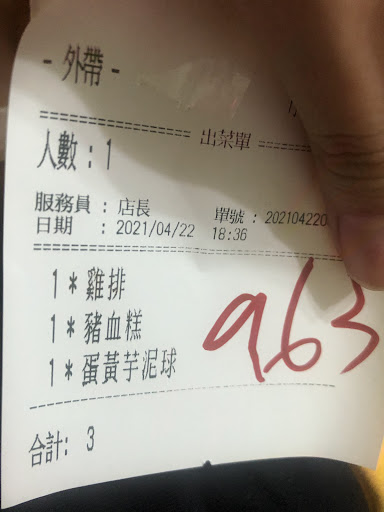 - 外帶 -
出菜單
人數 : 1
服務員 : 店長
單號 : 2021042200
日期 : 2021/04/22 18:36
1 * 雞排
1 * 豬血糕
1 * 蛋黃芋泥球
963
合計: 3